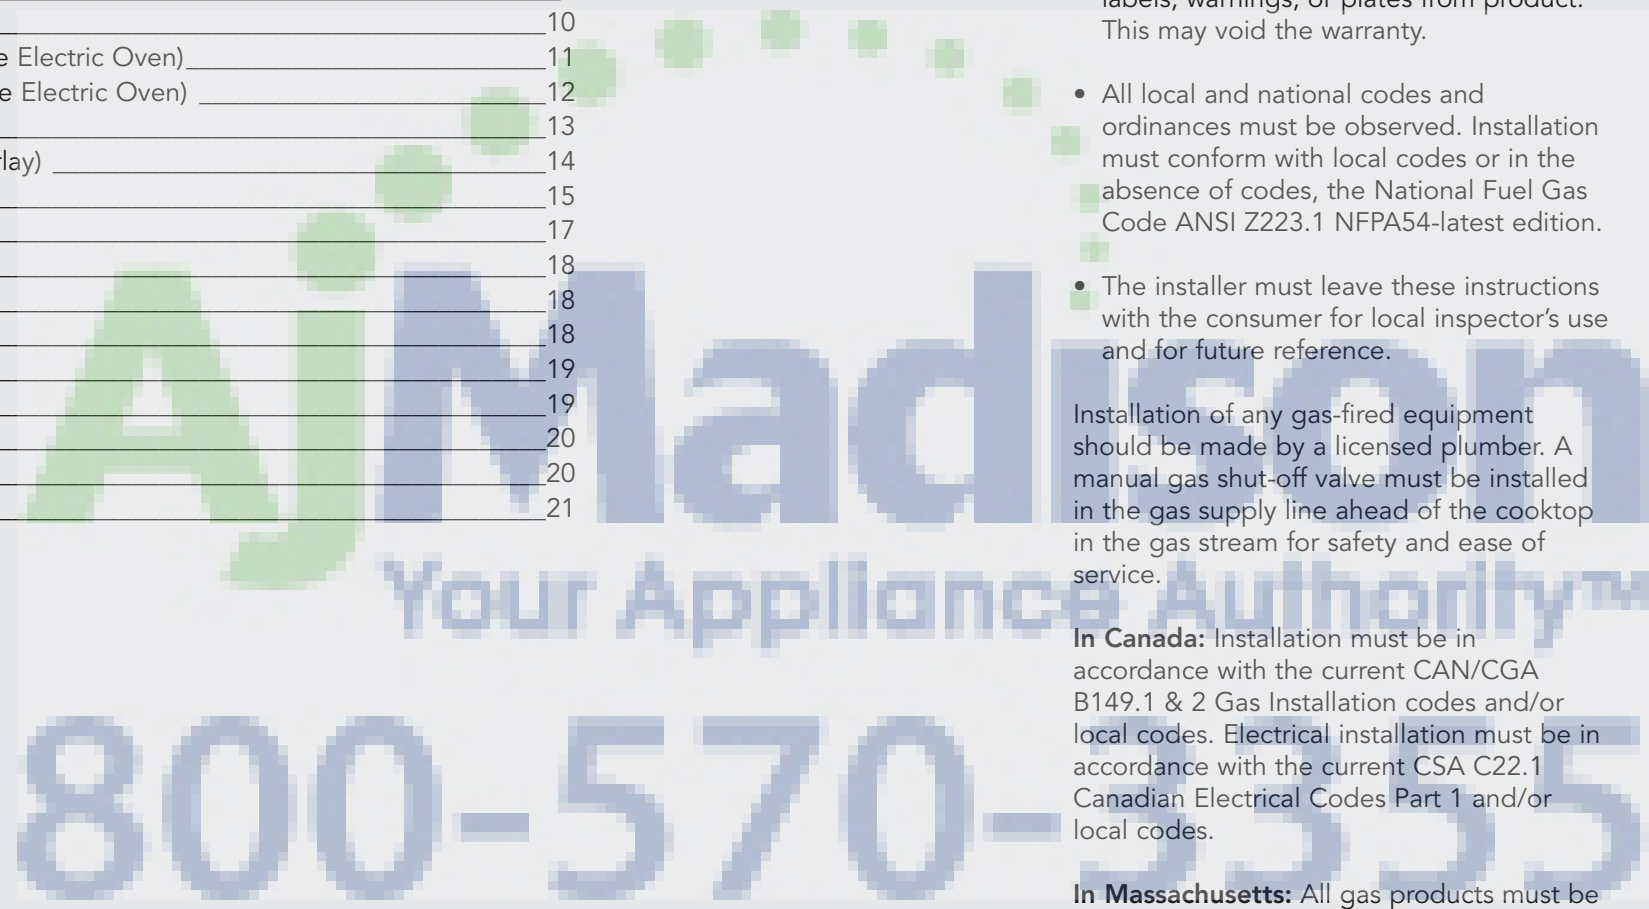 10
e Electric Oven) 11
e Electric Oven) 12
13
rlay) 14
15
17
18
18
18
19
19
20
20
21
labels, warnings, or plates from product.
This may void the warranty.
• All local and national codes and
ordinances must be observed. Installation
must conform with local codes or in the
absence of codes, the National Fuel Gas
Code ANSI Z223.1 NFPA54-latest edition.
• The installer must leave these instructions
with the consumer for local inspector's use
and for future reference.
Installation of any gas-fired equipment
should be made by a licensed plumber. A
manual gas shut-off valve must be installed
in the gas supply line ahead of the cooktop
in the gas stream for safety and ease of
service.
In Canada: Installation must be in
accordance with the current CAN/CGA
B149.1 & 2 Gas Installation codes and/or
local codes. Electrical installation must be in
accordance with the current CSA C22.1
Canadian Electrical Codes Part 1 and/or
local codes.
In Massachusetts: All gas products must be
AjMadison
Your Appliance Authority™
800-570-3355